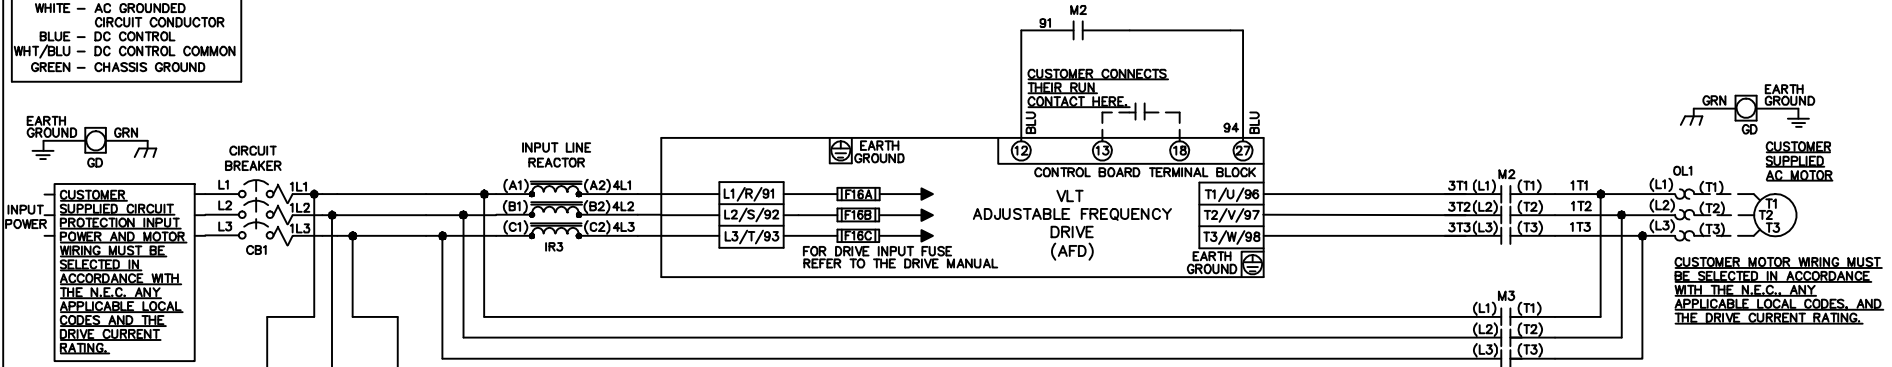 WHITE – AC GROUNDED
CIRCUIT CONDUCTOR
BLUE – DC CONTROL
WHT/BLU – DC CONTROL COMMON
GREEN – CHASSIS GROUND
EARTH
GROUND
GRN
GD
INPUT
POWER
CUSTOMER
SUPPLIED CIRCUIT
PROTECTION INPUT
POWER AND MOTOR
WIRING MUST BE
SELECTED IN
ACCORDANCE WITH
THE N.E.C. ANY
APPLICABLE LOCAL
CODES AND THE
DRIVE CURRENT
RATING.
CIRCUIT
BREAKER
L1 1L1
L2 1L2
L3 1L3
CB1
INPUT LINE
REACTOR
(A1) (A2) 4L1
(B1) (B2) 4L2
(C1) (C2) 4L3
IR3
L1/R/91
L2/S/92
L3/T/93
F16A
F16B
F16C
EARTH
GROUND
FOR DRIVE INPUT FUSE
REFER TO THE DRIVE MANUAL
M2
91
CUSTOMER CONNECTS
THEIR RUN
CONTACT HERE.
BLU
94 BLU
12 13 18 27
CONTROL BOARD TERMINAL BLOCK
VLT
ADJUSTABLE FREQUENCY
DRIVE
(AFD)
T1/U/96
T2/V/97
T3/W/98
EARTH
GROUND
M2
3T1 (L1) (T1) 1T1
3T2(L2) (T2) 1T2
3T3(L3) (T3) 1T3
M3
(L1) (T1)
(L2) (T2)
(L3) (T3)
OL1
(L1) (T1)
(L2) (T2)
(L3) (T3)
T1
T2
T3
GRN
EARTH
GROUND
GD
CUSTOMER
SUPPLIED
AC MOTOR
CUSTOMER MOTOR WIRING MUST
BE SELECTED IN ACCORDANCE
WITH THE N.E.C., ANY
APPLICABLE LOCAL CODES, AND
THE DRIVE CURRENT RATING.